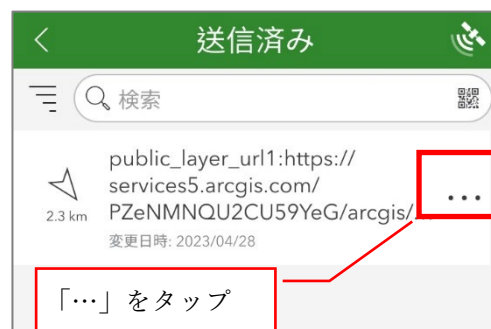 送信済み
検索
public_layer_url1:https://
services5.arcgis.com/
2.3 km
PZeNMNQU2CU59YeG/arcgis/...
変更日時: 2023/04/28
…
「…」をタップ